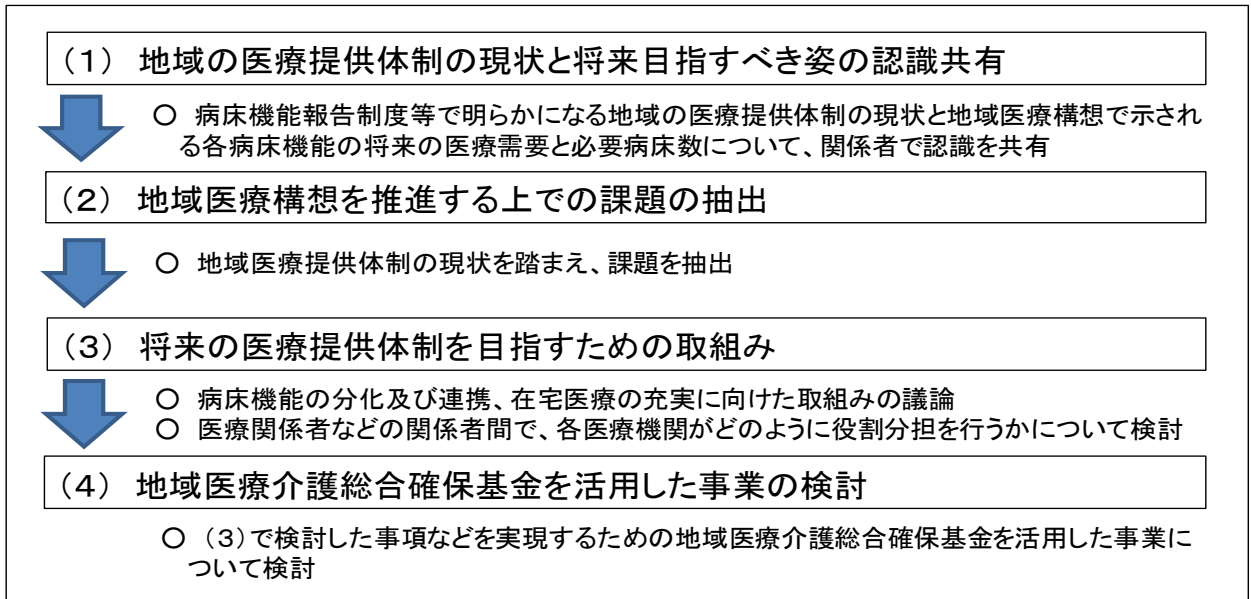 （１） 地域の医療提供体制の現状と将来目指すべき姿の認識共有
○ 病床機能報告制度等で明らかになる地域の医療提供体制の現状と地域医療構想で示され
る各病床機能の将来の医療需要と必要病床数について、関係者で認識を共有
（２） 地域医療構想を推進する上での課題の抽出
○ 地域医療提供体制の現状を踏まえ、課題を抽出
（３） 将来の医療提供体制を目指すための取組み
○ 病床機能の分化及び連携、在宅医療の充実に向けた取組みの議論
○ 医療関係者などの関係者間で、各医療機関がどのように役割分担を行うかについて検討
（４） 地域医療介護総合確保基金を活用した事業の検討
○ （３）で検討した事項などを実現するための地域医療介護総合確保基金を活用した事業に
ついて検討